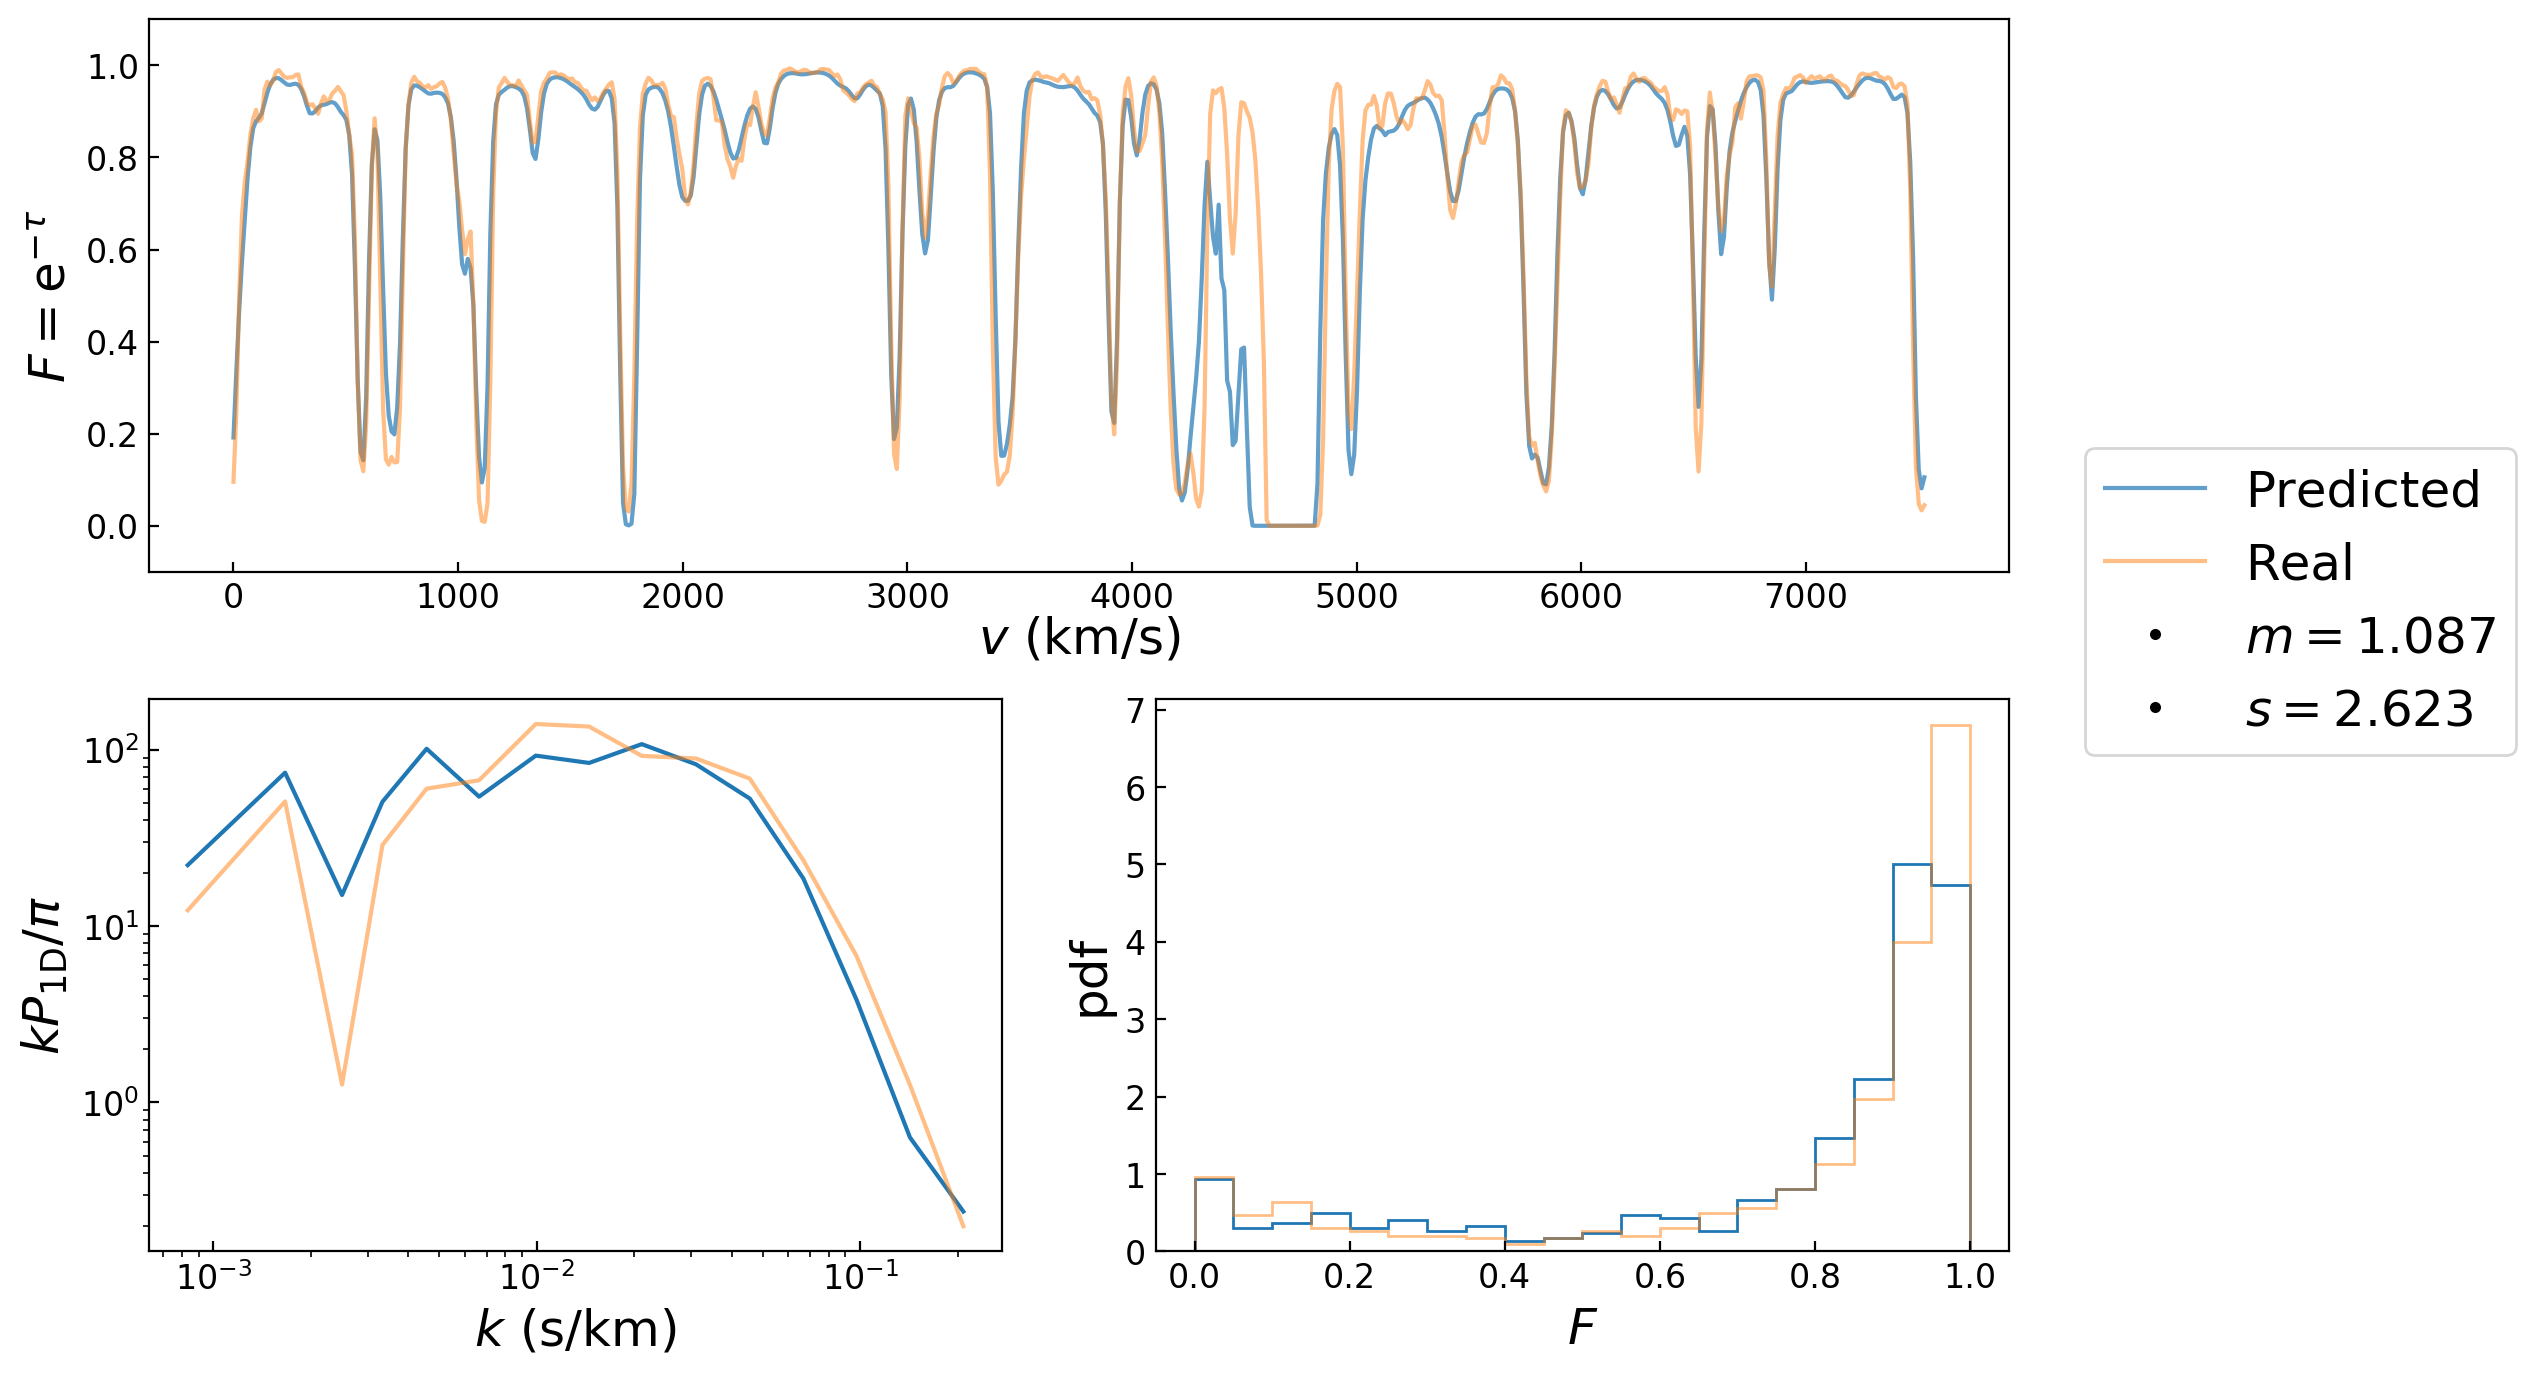 1.0
0.8
0.6
0.4
0.2
0.0
F = e^{-τ}
0 1000 2000 3000 4000 5000 6000 7000
v (km/s)
Predicted
Real
m = 1.087
s = 2.623
10^2
10^1
10^0
kP_{1D}/π
10^{-3} 10^{-2} 10^{-1}
k (s/km)
7
6
5
4
3
2
1
0
pdf
0.0 0.2 0.4 0.6 0.8 1.0
F